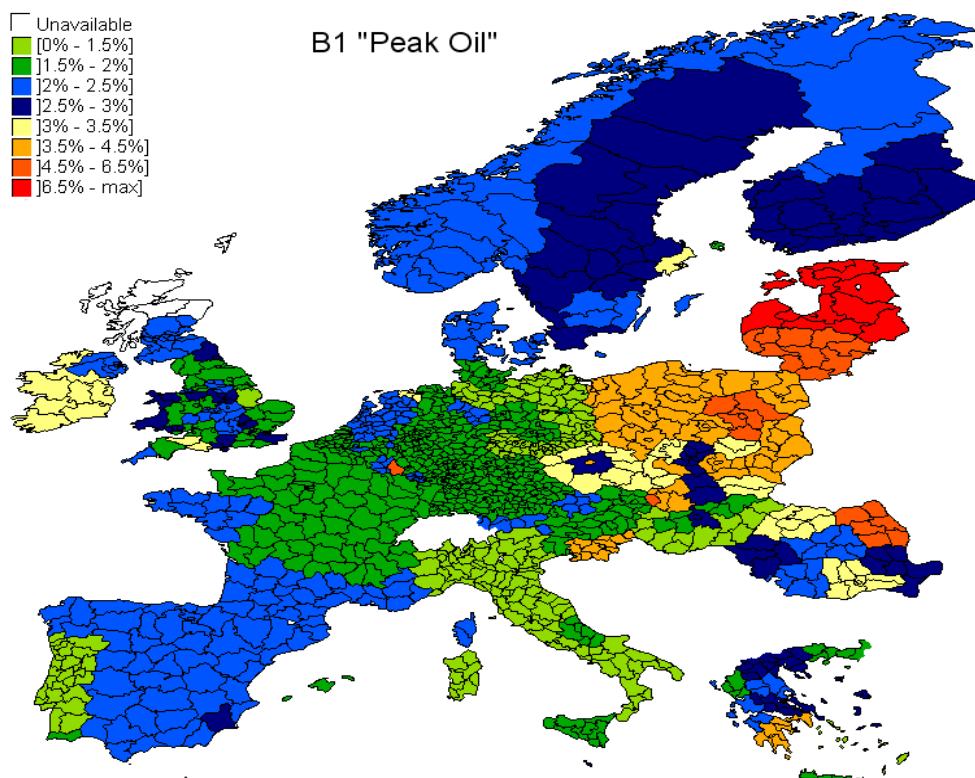 Unavailable
[0% - 1.5%]
]1.5% - 2%]
]2% - 2.5%]
]2.5% - 3%]
]3% - 3.5%]
]3.5% - 4.5%]
]4.5% - 6.5%]
]6.5% - max]
B1 "Peak Oil"